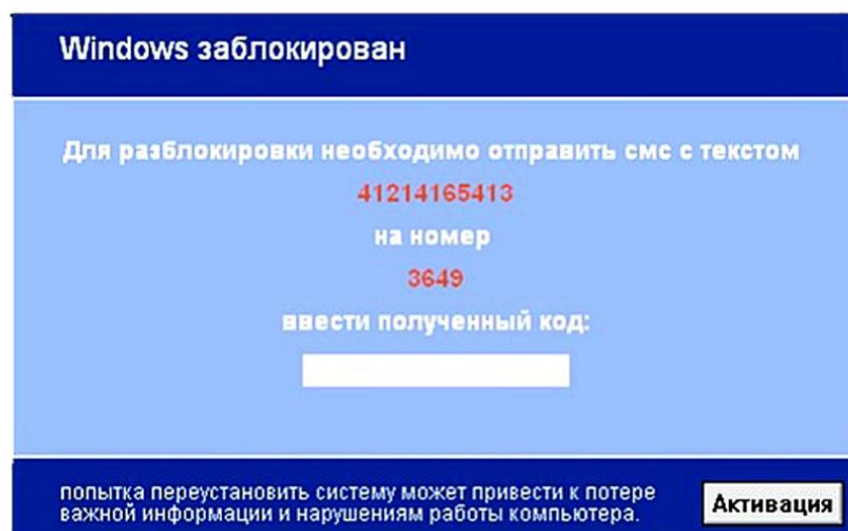 Windows заблокирован
Для разблокировки необходимо отправить смс с текстом
41214165413
на номер
3649
ввести полученный код:
попытка переустановить систему может привести к потере
важной информации и нарушениям работы компьютера.
Активация